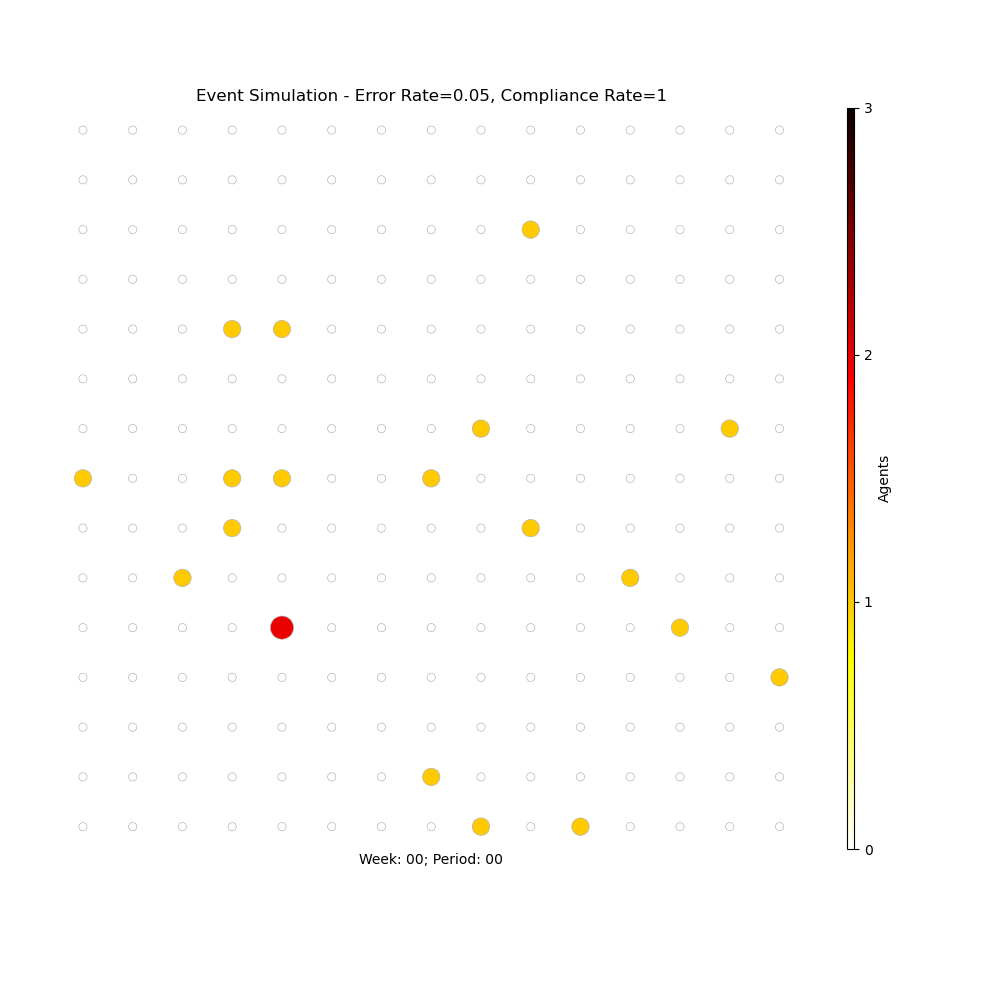 Event Simulation - Error Rate=0.05, Compliance Rate=1
3
2
Agents
1
0
Week: 00; Period: 00